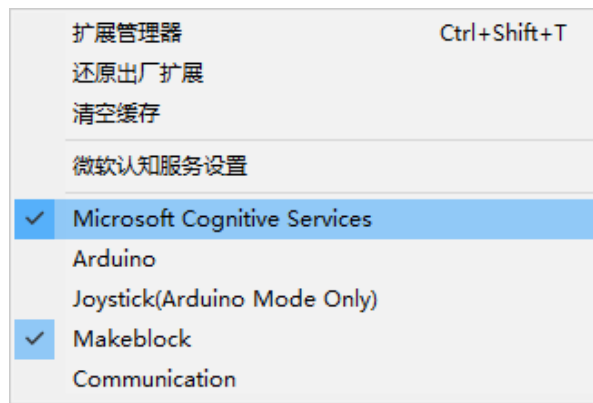 扩展管理器 Ctrl+Shift+T
还原出厂扩展
清空缓存
微软认知服务设置
Microsoft Cognitive Services
Arduino
Joystick(Arduino Mode Only)
Makeblock
Communication